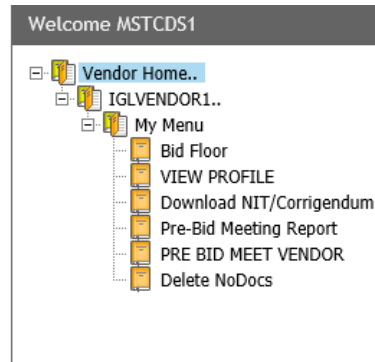 Welcome MSTCDS1
Vendor Home..
IGLVENDOR1..
My Menu
Bid Floor
VIEW PROFILE
Download NIT/Corrigendum
Pre-Bid Meeting Report
PRE BID MEET VENDOR
Delete NoDocs